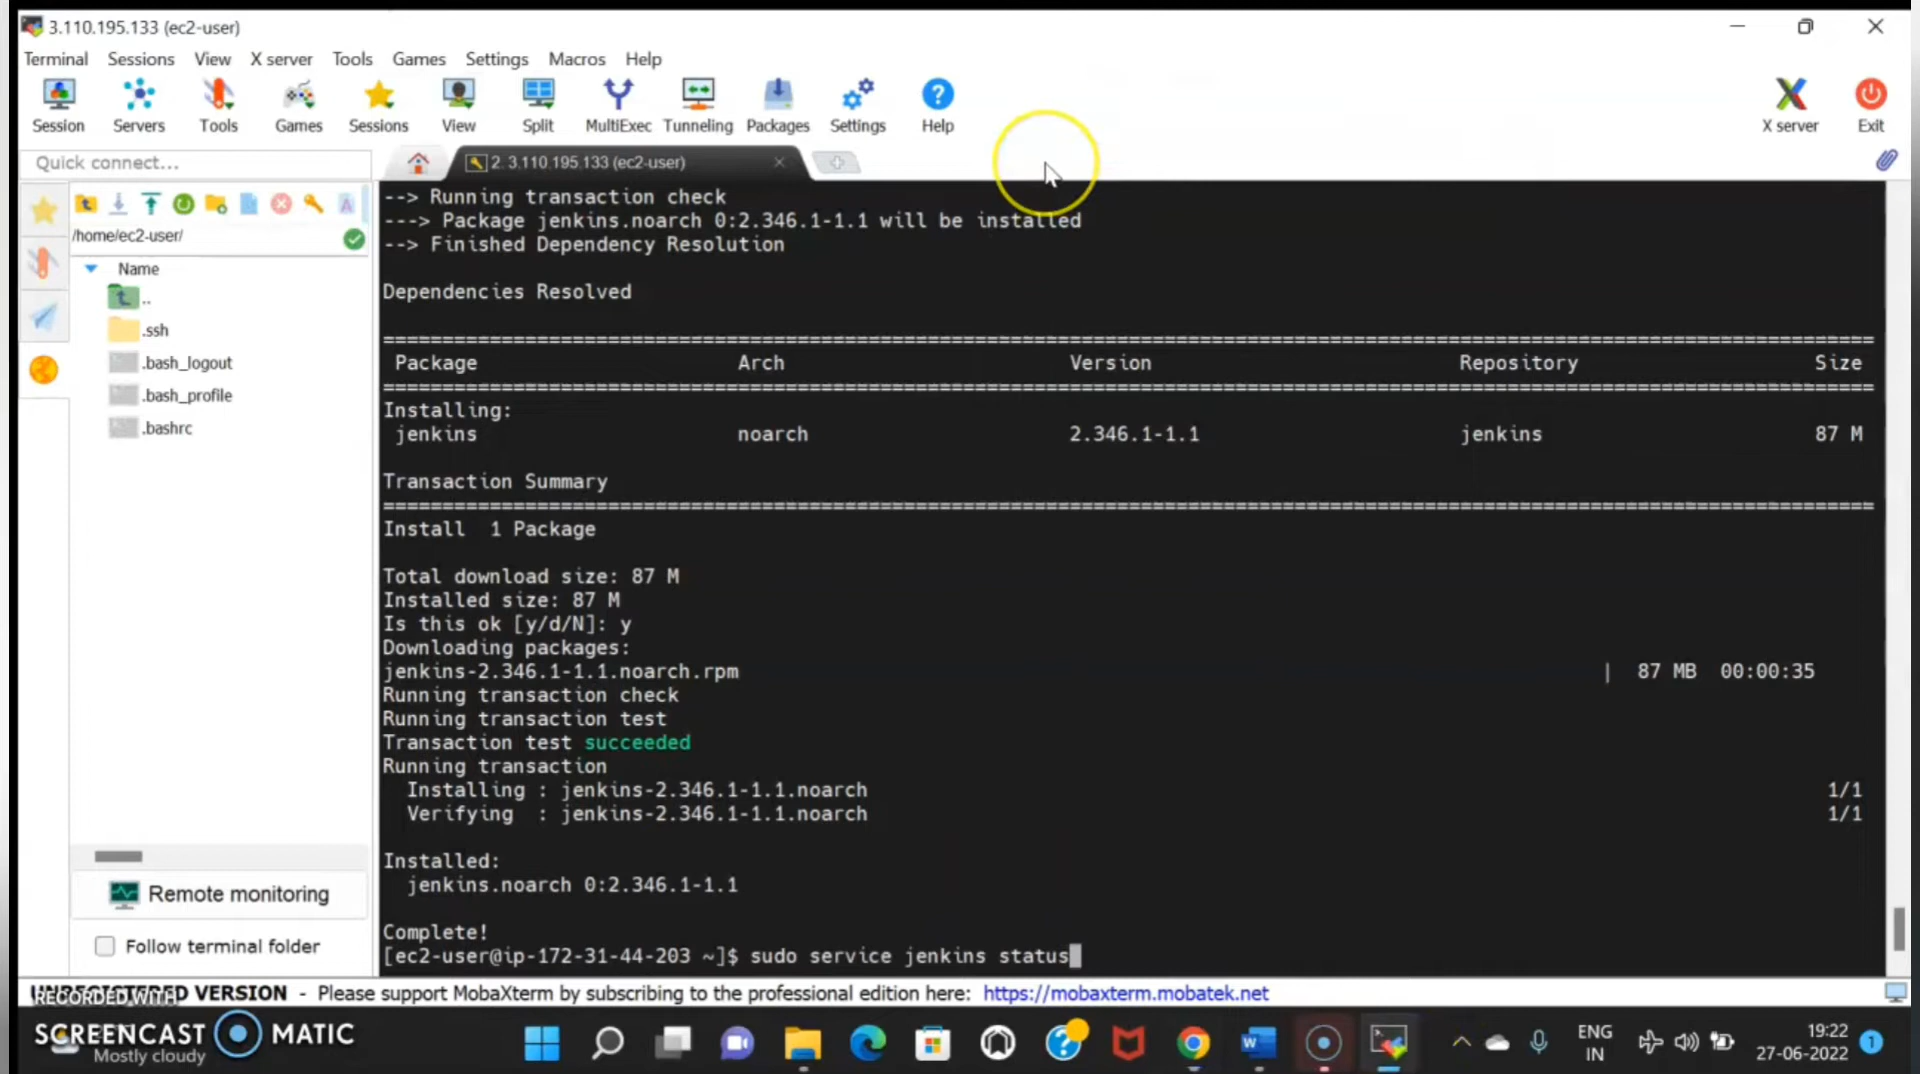 3.110.195.133 (ec2-user)
Terminal Sessions View X server Tools Games Settings Macros Help
Session Servers Tools Games Sessions View Split MultiExec Tunneling Packages Settings Help X server Exit
Quick connect...
2. 3.110.195.133 (ec2-user)
/home/ec2-user/
Name
..
.ssh
.bash_logout
.bash_profile
.bashrc
Remote monitoring
Follow terminal folder
--> Running transaction check
---> Package jenkins.noarch 0:2.346.1-1.1 will be installed
--> Finished Dependency Resolution
Dependencies Resolved
================================================================================
Package Arch Version Repository Size
================================================================================
Installing:
jenkins noarch 2.346.1-1.1 jenkins 87 M
Transaction Summary
================================================================================
Install 1 Package
Total download size: 87 M
Installed size: 87 M
Is this ok [y/d/N]: y
Downloading packages:
jenkins-2.346.1-1.1.noarch.rpm | 87 MB 00:00:35
Running transaction check
Running transaction test
Transaction test succeeded
Running transaction
Installing : jenkins-2.346.1-1.1.noarch 1/1
Verifying : jenkins-2.346.1-1.1.noarch 1/1
Installed:
jenkins.noarch 0:2.346.1-1.1
Complete!
[ec2-user@ip-172-31-44-203 ~]$ sudo service jenkins status
UNREGISTERED VERSION - Please support MobaXterm by subscribing to the professional edition here: https://mobaxterm.mobatek.net
RECORDED WITH
SCREENCAST MATIC
Mostly cloudy
ENG
IN
19:22
27-06-2022
1